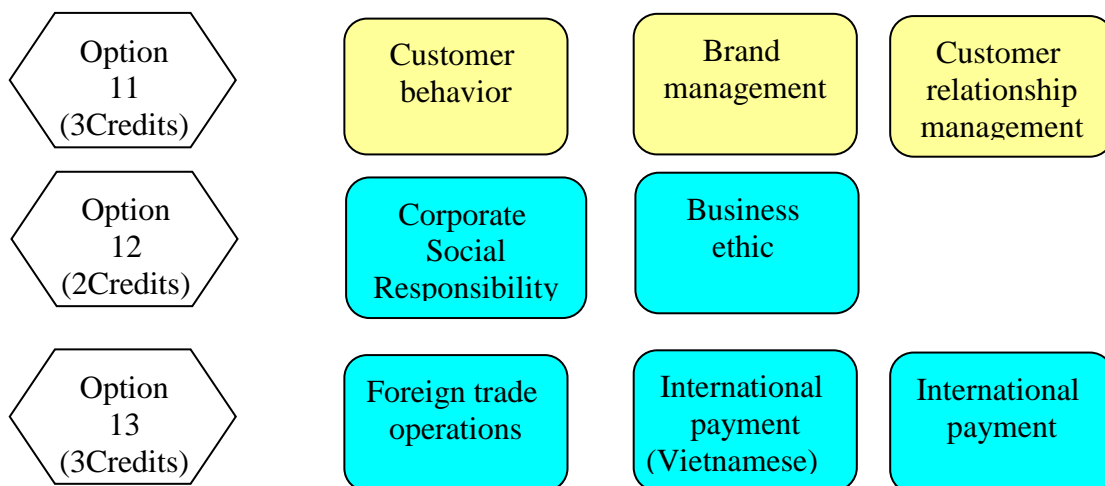 Option
11
(3Credits)
Customer
behavior
Brand
management
Customer
relationship
management
Option
12
(2Credits)
Corporate
Social
Responsibility
Business
ethic
Option
13
(3Credits)
Foreign trade
operations
International
payment
(Vietnamese)
International
payment